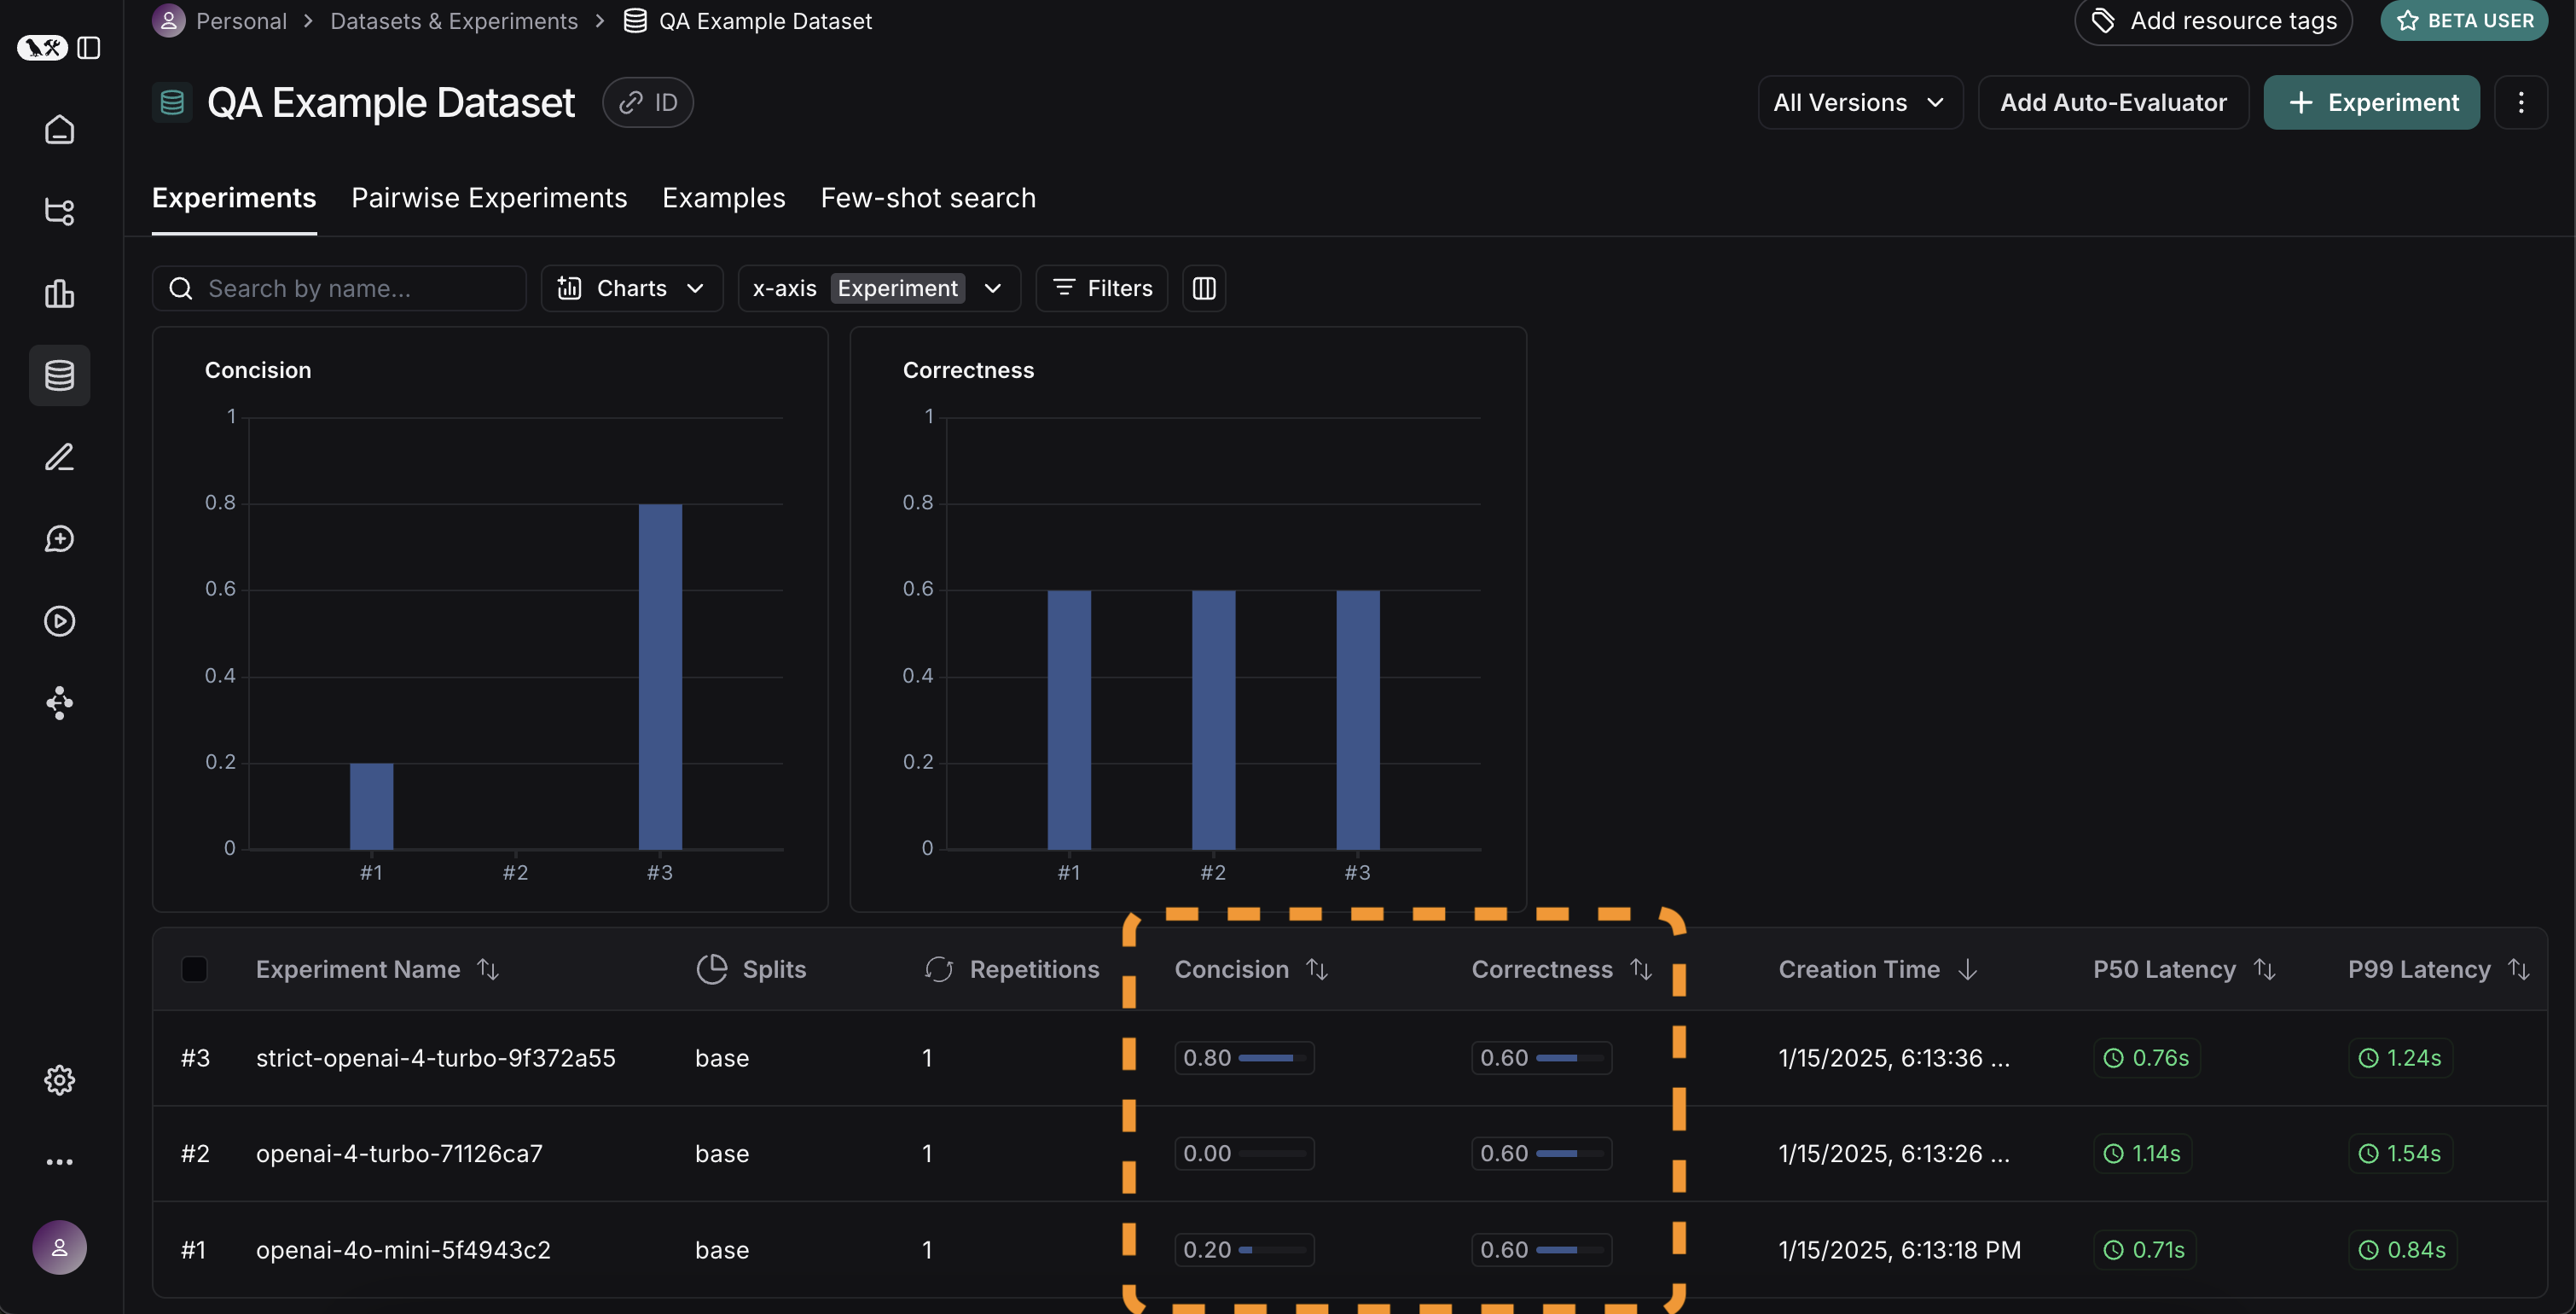 Personal > Datasets & Experiments > QA Example Dataset
Add resource tags
BETA USER
QA Example Dataset
ID
All Versions
Add Auto-Evaluator
+ Experiment
Experiments
Pairwise Experiments
Examples
Few-shot search
Search by name...
Charts
x-axis Experiment
Filters
Concision
1
0.8
0.6
0.4
0.2
0
#1 #2 #3
Correctness
1
0.8
0.6
0.4
0.2
0
#1 #2 #3
Experiment Name Splits Repetitions Concision Correctness Creation Time P50 Latency P99 Latency
#3 strict-openai-4-turbo-9f372a55 base 1 0.80 0.60 1/15/2025, 6:13:36 ... 0.76s 1.24s
#2 openai-4-turbo-71126ca7 base 1 0.00 0.60 1/15/2025, 6:13:26 ... 1.14s 1.54s
#1 openai-4o-mini-5f4943c2 base 1 0.20 0.60 1/15/2025, 6:13:18 PM 0.71s 0.84s